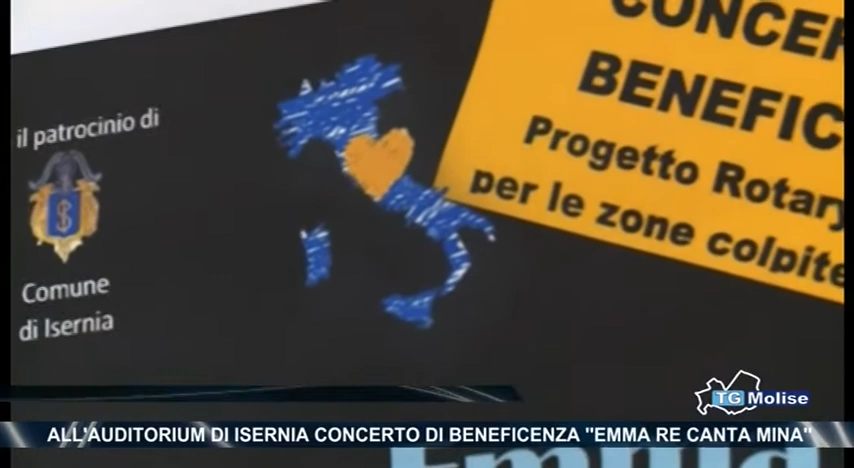 il patrocinio di
S
Comune
di Isernia
CONCER
BENEFIC
Progetto Rotary
per le zone colpite
TG Molise
ALL'AUDITORIUM DI ISERNIA CONCERTO DI BENEFICENZA "EMMA RE CANTA MINA"
Emma